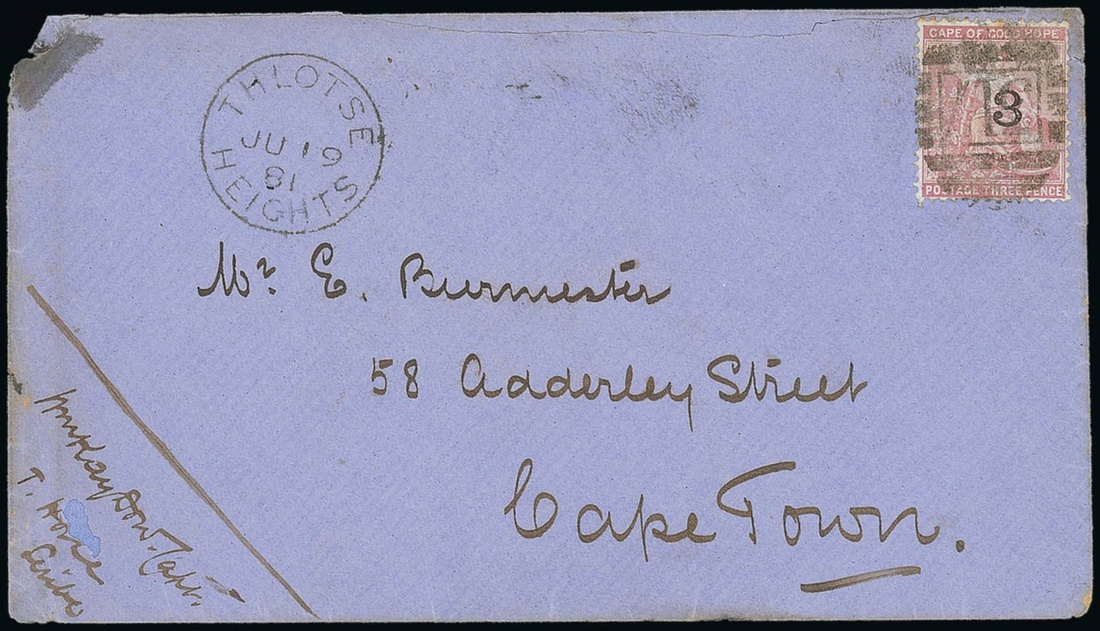 CAPE OF GOOD HOPE
3
POSTAGE THREE PENCE
THLOTSE
JU 19
81
HEIGHTS
Mr. E. Burmester
58 Adderley Street
Cape Town.
T.